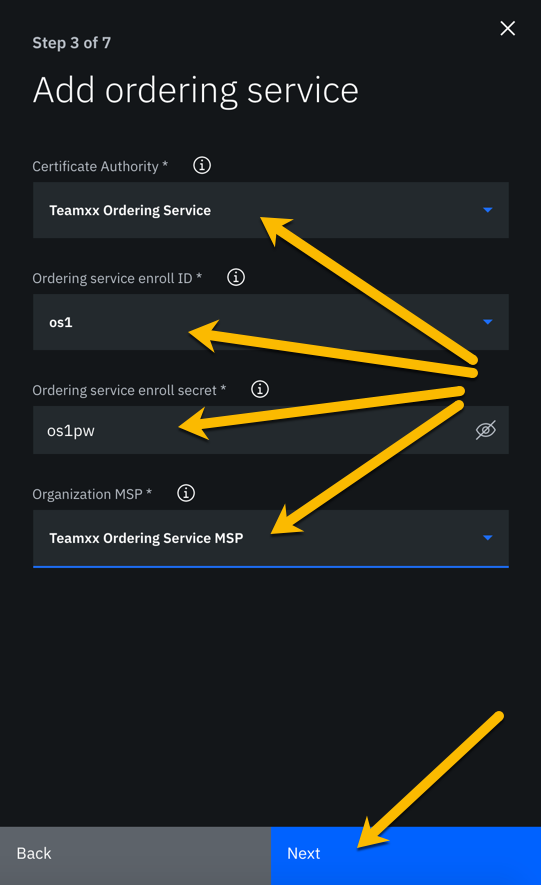 Step 3 of 7
Add ordering service
Certificate Authority *
Teamxx Ordering Service
Ordering service enroll ID *
os1
Ordering service enroll secret *
os1pw
Organization MSP *
Teamxx Ordering Service MSP
Back
Next